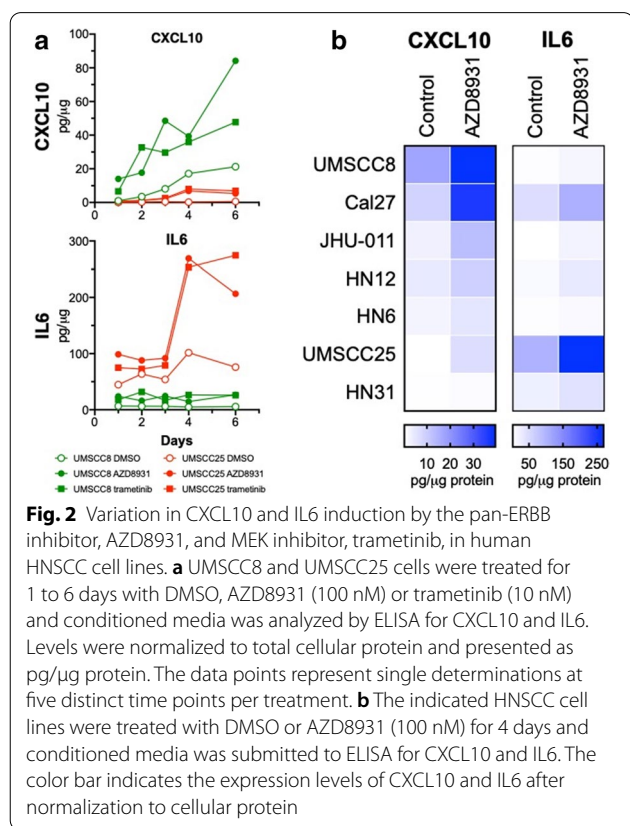 a
CXCL10
CXCL10
pg/μg
100
80
60
40
20
0
0 2 4 6
IL6
IL6
pg/μg
300
200
100
0
0 2 4 6
Days
UMSCC8 DMSO
UMSCC8 AZD8931
UMSCC8 trametinib
UMSCC25 DMSO
UMSCC25 AZD8931
UMSCC25 trametinib
b
CXCL10 IL6
Control AZD8931 Control AZD8931
UMSCC8
Cal27
JHU-011
HN12
HN6
UMSCC25
HN31
10 20 30
pg/μg protein
50 150 250
pg/μg protein
Fig. 2 Variation in CXCL10 and IL6 induction by the pan-ERBB
inhibitor, AZD8931, and MEK inhibitor, trametinib, in human
HNSCC cell lines. a UMSCC8 and UMSCC25 cells were treated for
1 to 6 days with DMSO, AZD8931 (100 nM) or trametinib (10 nM)
and conditioned media was analyzed by ELISA for CXCL10 and IL6.
Levels were normalized to total cellular protein and presented as
pg/μg protein. The data points represent single determinations at
five distinct time points per treatment. b The indicated HNSCC cell
lines were treated with DMSO or AZD8931 (100 nM) for 4 days and
conditioned media was submitted to ELISA for CXCL10 and IL6. The
color bar indicates the expression levels of CXCL10 and IL6 after
normalization to cellular protein